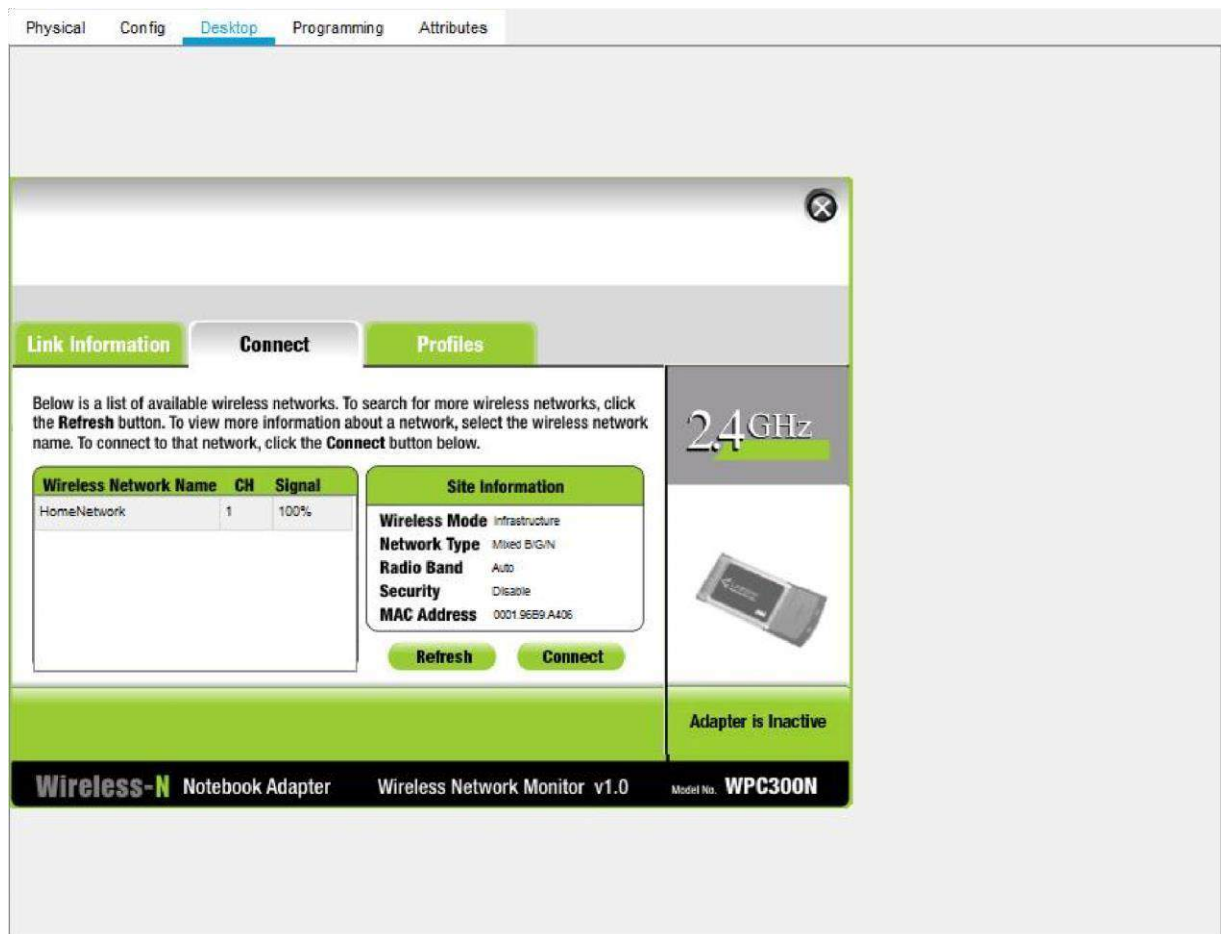 Physical Config Desktop Programming Attributes
Link Information Connect Profiles
Below is a list of available wireless networks. To search for more wireless networks, click
the Refresh button. To view more information about a network, select the wireless network
name. To connect to that network, click the Connect button below.
2.4GHz
Wireless Network Name CH Signal
HomeNetwork 1 100%
Site Information
Wireless Mode Infrastructure
Network Type Mixed B/G/N
Radio Band Auto
Security Disable
MAC Address 0001.96B9.A406
Refresh Connect
Adapter is Inactive
Wireless-N Notebook Adapter Wireless Network Monitor v1.0 Model No. WPC300N